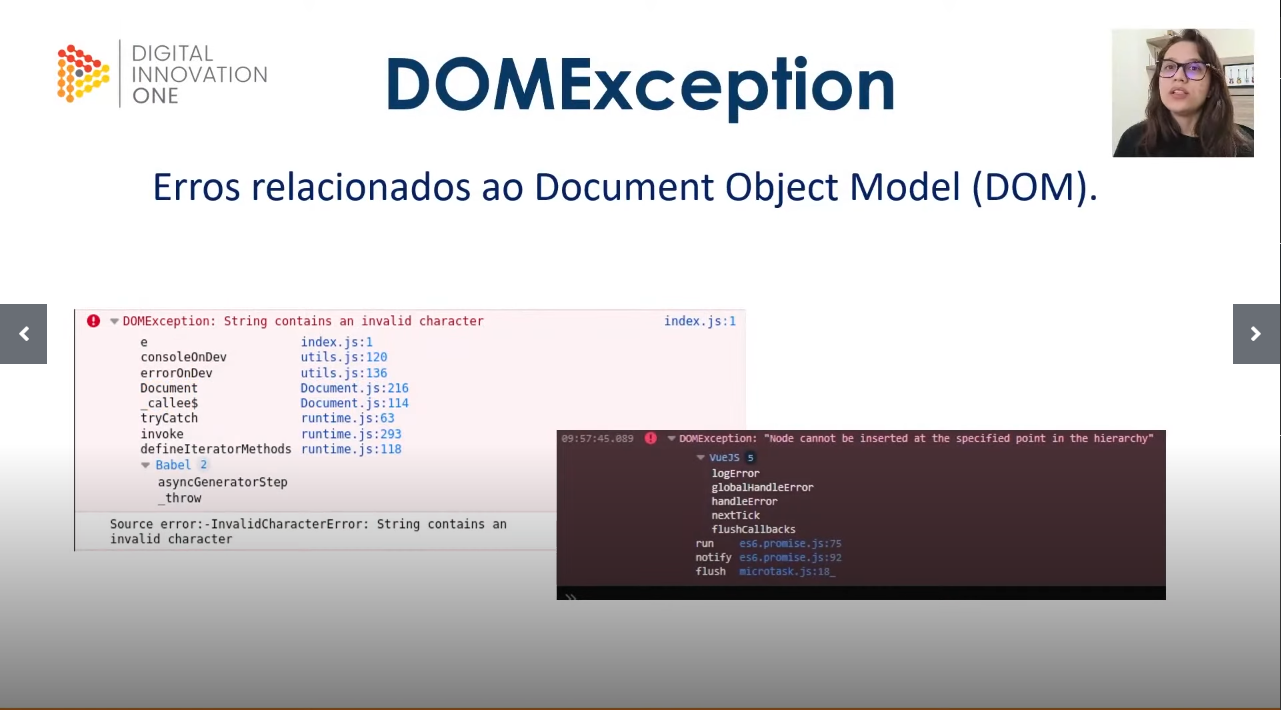 DIGITAL
INNOVATION
ONE
DOMException
Erros relacionados ao Document Object Model (DOM).
DOMException: String contains an invalid character index.js:1
e index.js:1
consoleOnDev utils.js:120
errorOnDev utils.js:136
Document Document.js:216
_callee$ Document.js:114
tryCatch runtime.js:63
invoke runtime.js:293
defineIteratorMethods runtime.js:118
Babel 2
asyncGeneratorStep
_throw
Source error:-InvalidCharacterError: String contains an
invalid character
09:57:45.089 DOMException: "Node cannot be inserted at the specified point in the hierarchy"
VueJS 5
logError
globalHandleError
handleError
nextTick
flushCallbacks
run es6.promise.js:75
notify es6.promise.js:92
flush microtask.js:18_